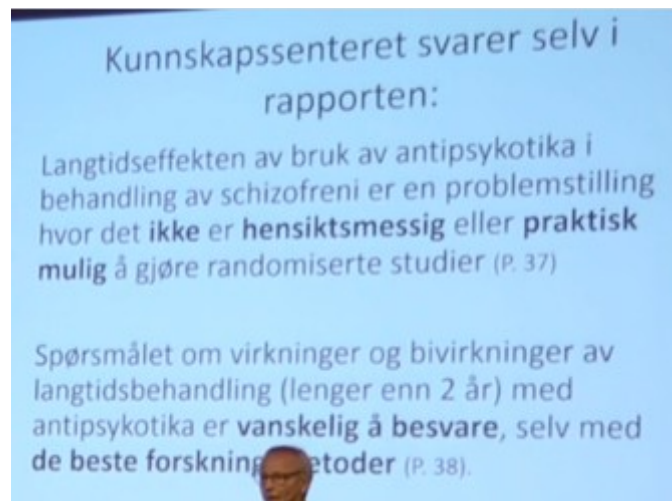 Kunnskapssenteret svarer selv i
rapporten:
Langtidseffekten av bruk av antipsykotika i
behandling av schizofreni er en problemstilling
hvor det ikke er hensiktsmessig eller praktisk
mulig å gjøre randomiserte studier (P. 37)
Spørsmålet om virkninger og bivirkninger av
langtidsbehandling (lenger enn 2 år) med
antipsykotika er vanskelig å besvare, selv med
de beste (P. 38).